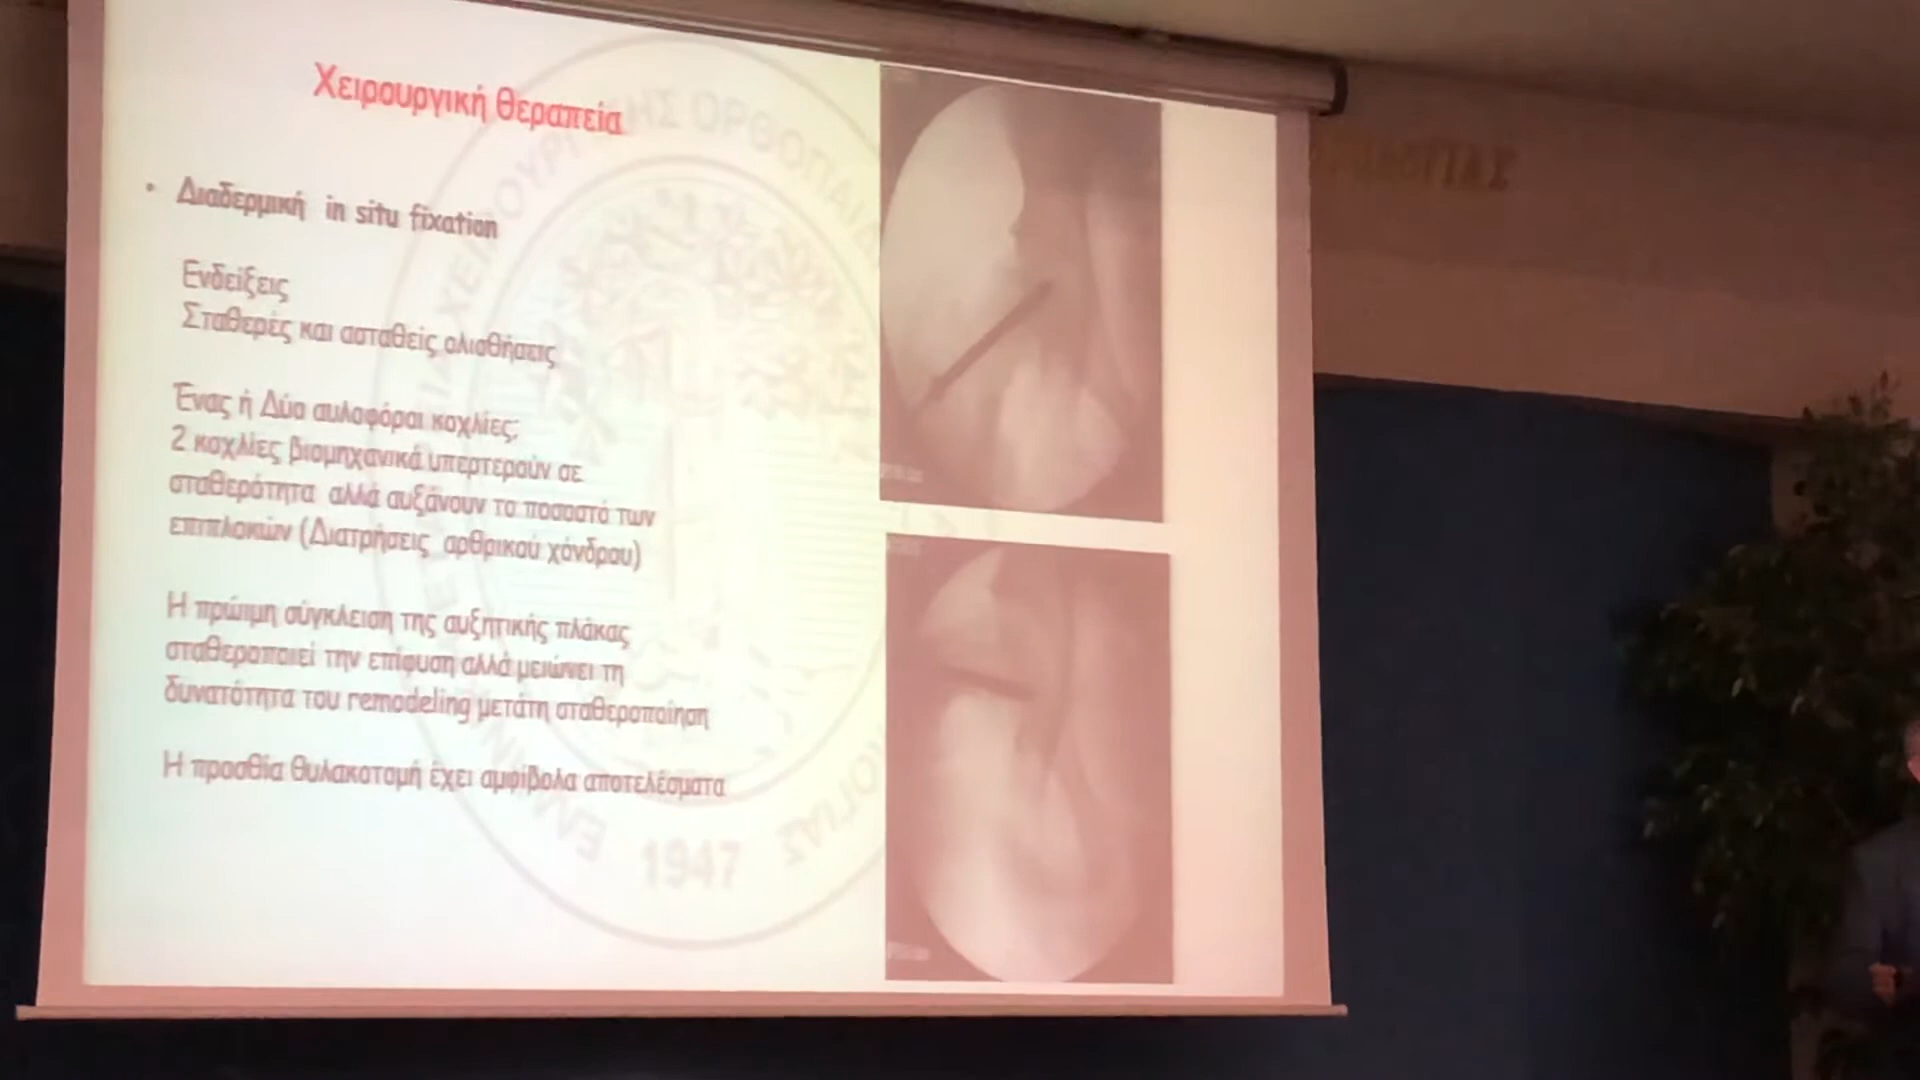 Χειρουργική θεραπεία
• Διαδερμική in situ fixation
Ενδείξεις
Σταθερές και ασταθείς ολισθήσεις
Ένας ή Δύο αυλοφόροι κοχλίες;
2 κοχλίες βιομηχανικά υπερτερούν σε
σταθερότητα αλλά αυξάνουν το ποσοστό των
επιπλοκών (Διατρήσεις αρθρικού χόνδρου)
Η πρώιμη σύγκλειση της αυξητικής πλάκας
σταθεροποιεί την επίφυση αλλά μειώνει τη
δυνατότητα του remodeling μετάτη σταθεροποίηση
Η προσθία θυλακοτομή έχει αμφίβολα αποτελέσματα
1947